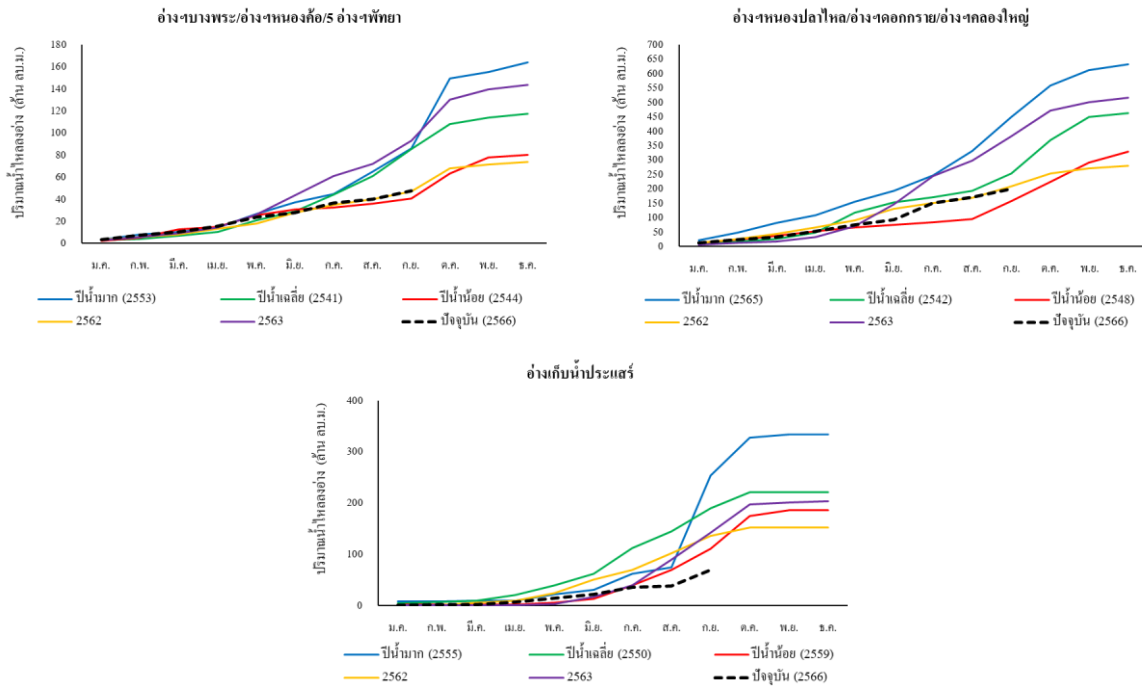 อ่างฯบางพระ/อ่างฯหนองค้อ/5 อ่างฯพัทยา
ปริมาณน้ำไหลลงอ่าง (ล้าน ลบ.ม.)
180
160
140
120
100
80
60
40
20
0
ม.ค. ก.พ. มี.ค. เม.ย. พ.ค. มิ.ย. ก.ค. ส.ค. ก.ย. ต.ค. พ.ย. ธ.ค.
ปีน้ำมาก (2553) ปีน้ำเฉลี่ย (2541) ปีน้ำน้อย (2544)
2562 2563 ปัจจุบัน (2566)
อ่างฯหนองปลาไหล/อ่างฯดอกกราย/อ่างฯคลองใหญ่
ปริมาณน้ำไหลลงอ่าง (ล้าน ลบ.ม.)
700
650
600
550
500
450
400
350
300
250
200
150
100
50
0
ม.ค. ก.พ. มี.ค. เม.ย. พ.ค. มิ.ย. ก.ค. ส.ค. ก.ย. ต.ค. พ.ย. ธ.ค.
ปีน้ำมาก (2565) ปีน้ำเฉลี่ย (2542) ปีน้ำน้อย (2548)
2562 2563 ปัจจุบัน (2566)
อ่างเก็บน้ำประแสร์
ปริมาณน้ำไหลลงอ่าง (ล้าน ลบ.ม.)
400
300
200
100
0
ม.ค. ก.พ. มี.ค. เม.ย. พ.ค. มิ.ย. ก.ค. ส.ค. ก.ย. ต.ค. พ.ย. ธ.ค.
ปีน้ำมาก (2555) ปีน้ำเฉลี่ย (2550) ปีน้ำน้อย (2559)
2562 2563 ปัจจุบัน (2566)